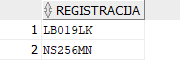 REGISTRACIJA
1 LB019LK
2 NS256MN